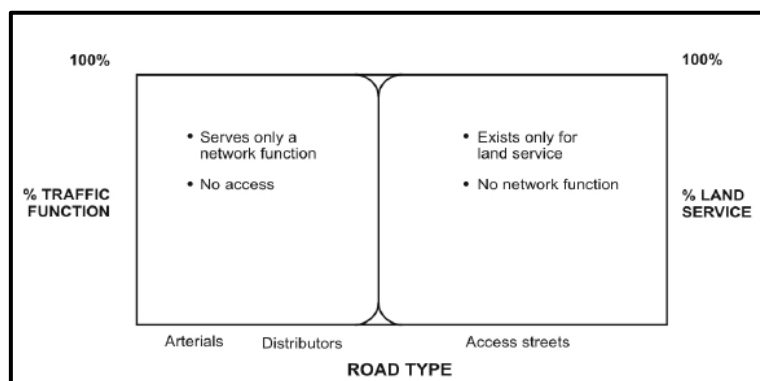 100%
100%
• Serves only a
network function
• No access
• Exists only for
land service
• No network function
% TRAFFIC
FUNCTION
% LAND
SERVICE
Arterials
Distributors
Access streets
ROAD TYPE